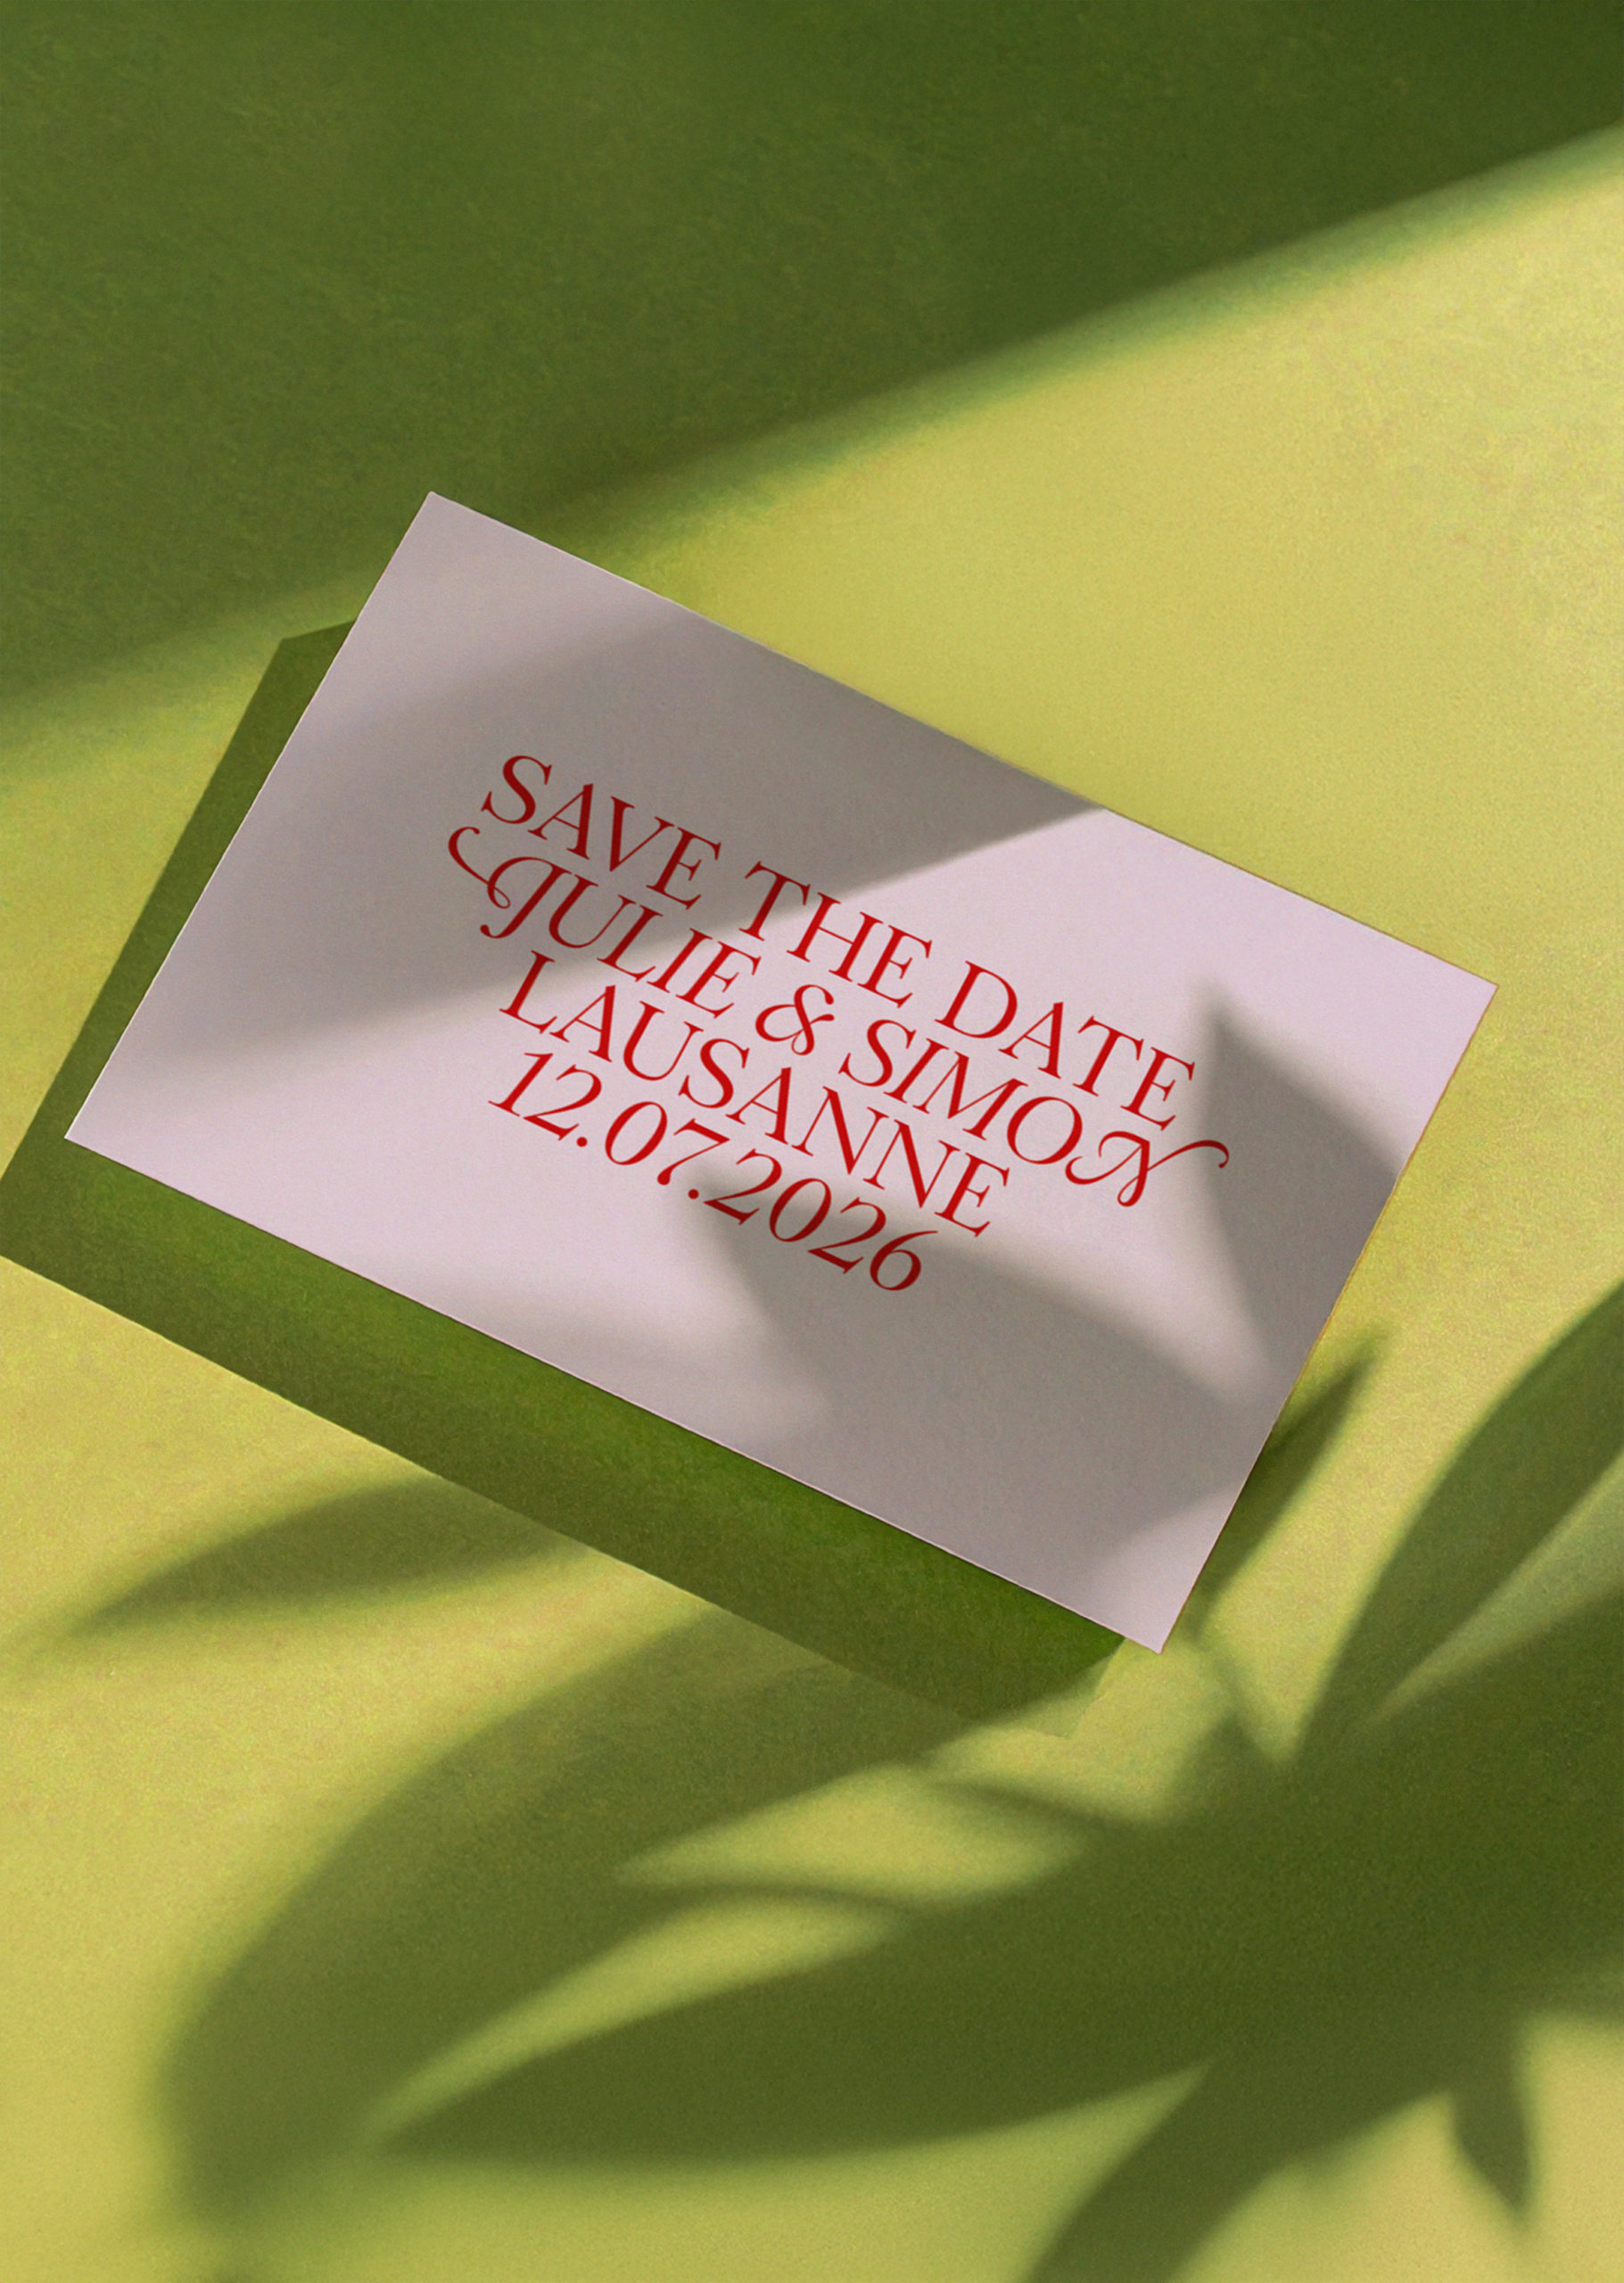 SAVE THE DATE
JULIE & SIMON
LAUSANNE
12.07.2026